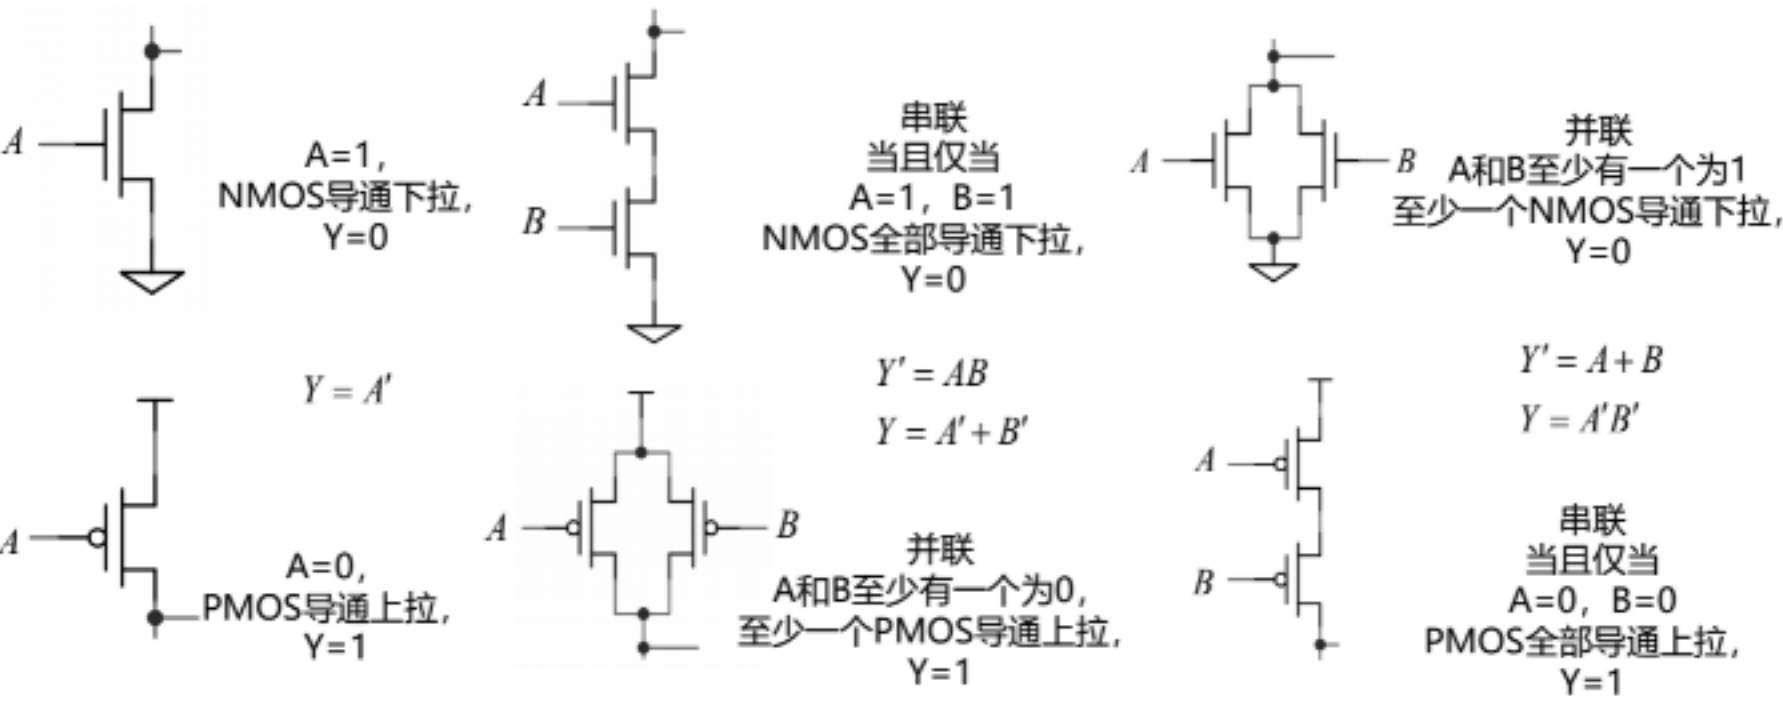 A
A=1，
NMOS导通下拉，
Y=0
A
B
串联
当且仅当
A=1，B=1
NMOS全部导通下拉，
Y=0
A
B
并联
A和B至少有一个为1
至少一个NMOS导通下拉，
Y=0
Y = A'
A
A=0，
PMOS导通上拉，
Y=1
Y' = AB
Y = A' + B'
A
B
并联
A和B至少有一个为0，
至少一个PMOS导通上拉，
Y=1
Y' = A + B
Y = A'B'
A
B
串联
当且仅当
A=0，B=0
PMOS全部导通上拉，
Y=1